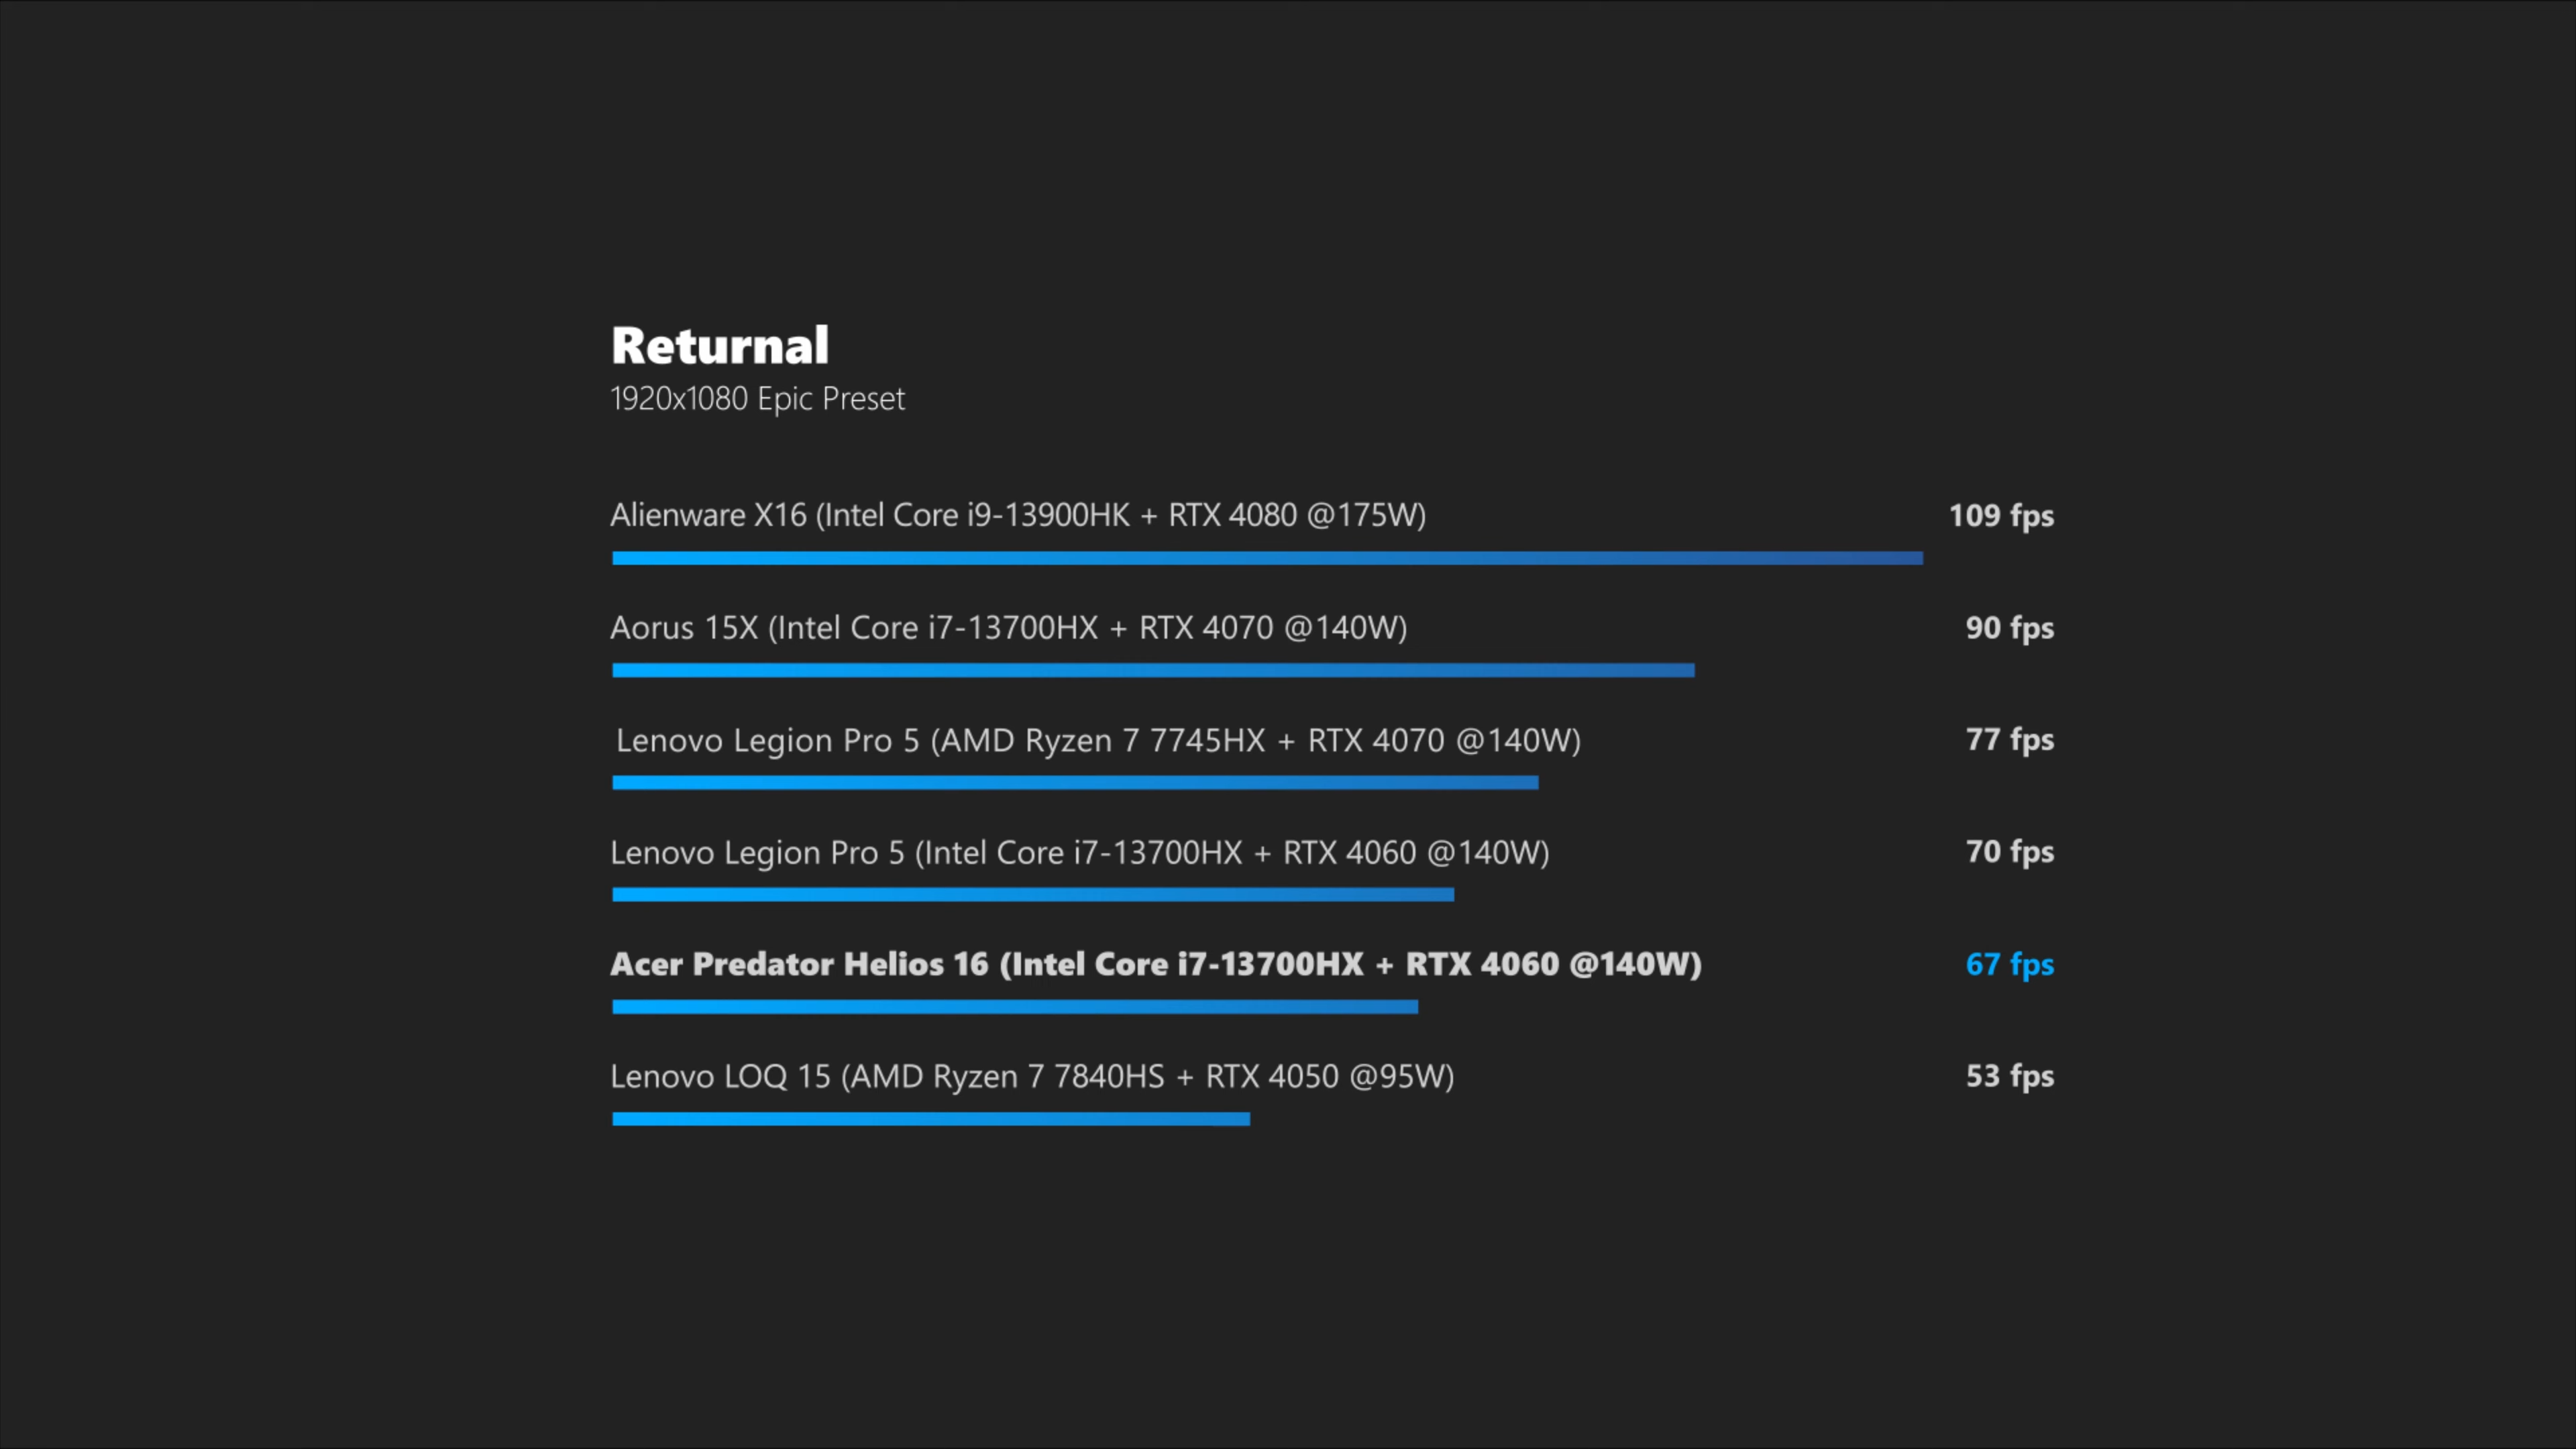 Returnal
1920x1080 Epic Preset
Alienware X16 (Intel Core i9-13900HK + RTX 4080 @175W) 109 fps
Aorus 15X (Intel Core i7-13700HX + RTX 4070 @140W) 90 fps
Lenovo Legion Pro 5 (AMD Ryzen 7 7745HX + RTX 4070 @140W) 77 fps
Lenovo Legion Pro 5 (Intel Core i7-13700HX + RTX 4060 @140W) 70 fps
Acer Predator Helios 16 (Intel Core i7-13700HX + RTX 4060 @140W) 67 fps
Lenovo LOQ 15 (AMD Ryzen 7 7840HS + RTX 4050 @95W) 53 fps